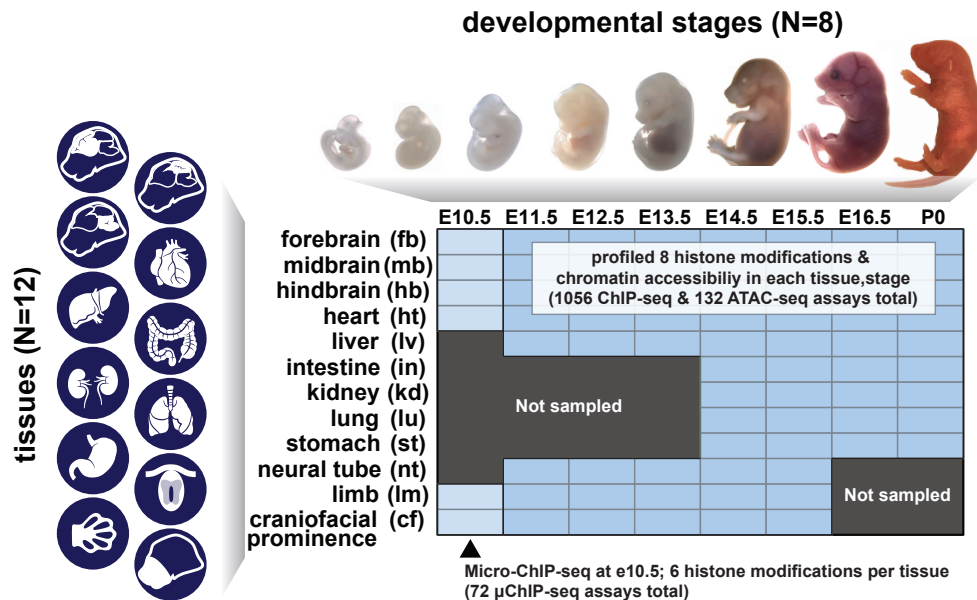 developmental stages (N=8)
tissues (N=12)
E10.5 E11.5 E12.5 E13.5 E14.5 E15.5 E16.5 P0
forebrain (fb)
midbrain (mb)
hindbrain (hb)
heart (ht)
liver (lv)
intestine (in)
kidney (kd)
lung (lu)
stomach (st)
neural tube (nt)
limb (lm)
craniofacial (cf)
prominence
profiled 8 histone modifications &
chromatin accessibiliy in each tissue,stage
(1056 ChIP-seq & 132 ATAC-seq assays total)
Not sampled
Not sampled
Micro-ChIP-seq at e10.5; 6 histone modifications per tissue
(72 µChIP-seq assays total)